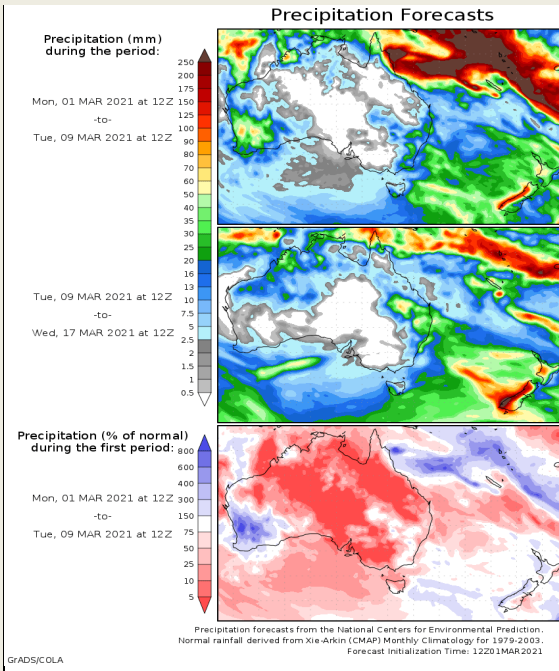 Precipitation Forecasts
Precipitation (mm)
during the period:
Mon, 01 MAR 2021 at 12Z
-to-
Tue, 09 MAR 2021 at 12Z
250
200
175
150
125
100
90
80
70
60
50
40
35
30
25
20
16
13
10
7.5
5
2.5
2
1.5
1
0.5
Tue, 09 MAR 2021 at 12Z
-to-
Wed, 17 MAR 2021 at 12Z
Precipitation (% of normal)
during the first period:
Mon, 01 MAR 2021 at 12Z
-to-
Tue, 09 MAR 2021 at 12Z
800
600
400
300
150
75
50
25
10
5
Precipitation forecasts from the National Centers for Environmental Prediction.
Normal rainfall derived from Xie-Arkin (CMAP) Monthly Climatology for 1979-2003.
Forecast Initialization Time: 12Z01MAR2021
GrADS/COLA